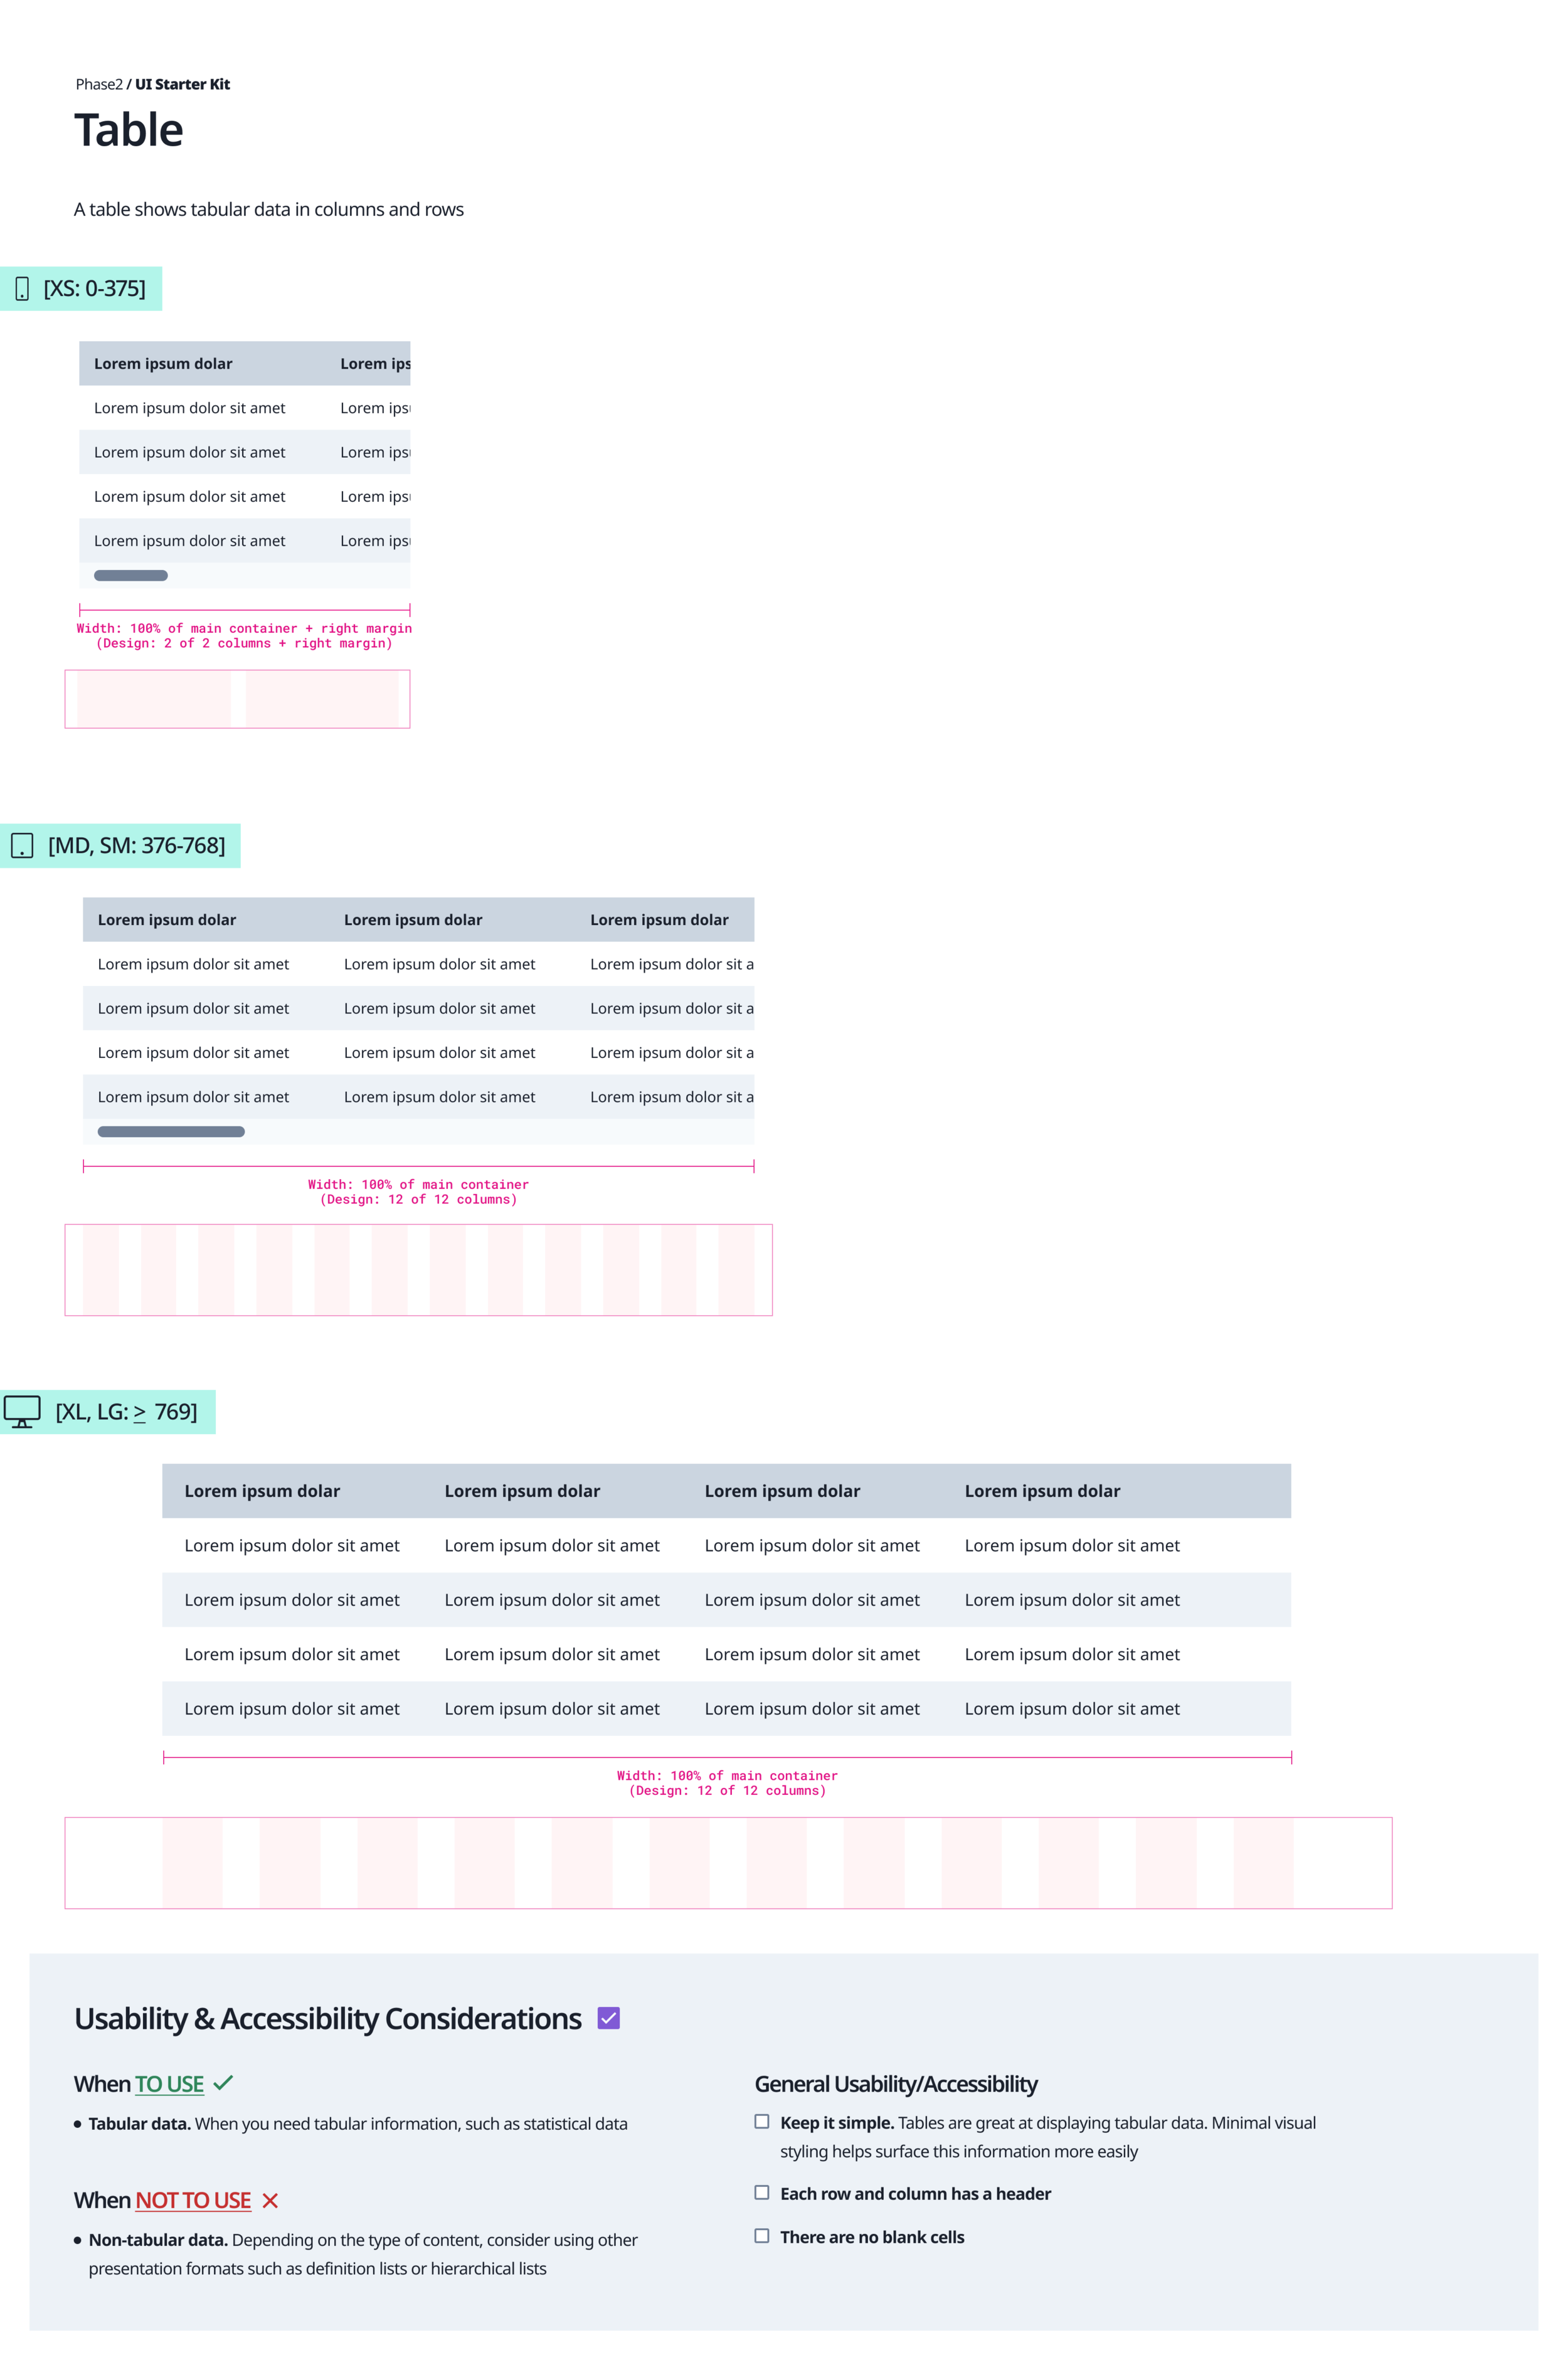 Phase2 / UI Starter Kit
Table
A table shows tabular data in columns and rows
[XS: 0-375]
Lorem ipsum dolar Lorem ips
Lorem ipsum dolor sit amet Lorem ipsu
Lorem ipsum dolor sit amet Lorem ipsu
Lorem ipsum dolor sit amet Lorem ipsu
Lorem ipsum dolor sit amet Lorem ipsu
Width: 100% of main container + right margin
(Design: 2 of 2 columns + right margin)
[MD, SM: 376-768]
Lorem ipsum dolar Lorem ipsum dolar Lorem ipsum dolar
Lorem ipsum dolor sit amet Lorem ipsum dolor sit amet Lorem ipsum dolor sit a
Lorem ipsum dolor sit amet Lorem ipsum dolor sit amet Lorem ipsum dolor sit a
Lorem ipsum dolor sit amet Lorem ipsum dolor sit amet Lorem ipsum dolor sit a
Lorem ipsum dolor sit amet Lorem ipsum dolor sit amet Lorem ipsum dolor sit a
Width: 100% of main container
(Design: 12 of 12 columns)
[XL, LG: > 769]
Lorem ipsum dolar Lorem ipsum dolar Lorem ipsum dolar Lorem ipsum dolar
Lorem ipsum dolor sit amet Lorem ipsum dolor sit amet Lorem ipsum dolor sit amet Lorem ipsum dolor sit amet
Lorem ipsum dolor sit amet Lorem ipsum dolor sit amet Lorem ipsum dolor sit amet Lorem ipsum dolor sit amet
Lorem ipsum dolor sit amet Lorem ipsum dolor sit amet Lorem ipsum dolor sit amet Lorem ipsum dolor sit amet
Lorem ipsum dolor sit amet Lorem ipsum dolor sit amet Lorem ipsum dolor sit amet Lorem ipsum dolor sit amet
Width: 100% of main container
(Design: 12 of 12 columns)
Usability & Accessibility Considerations
When TO USE
• Tabular data. When you need tabular information, such as statistical data
When NOT TO USE
• Non-tabular data. Depending on the type of content, consider using other
presentation formats such as definition lists or hierarchical lists
General Usability/Accessibility
Keep it simple. Tables are great at displaying tabular data. Minimal visual
styling helps surface this information more easily
Each row and column has a header
There are no blank cells